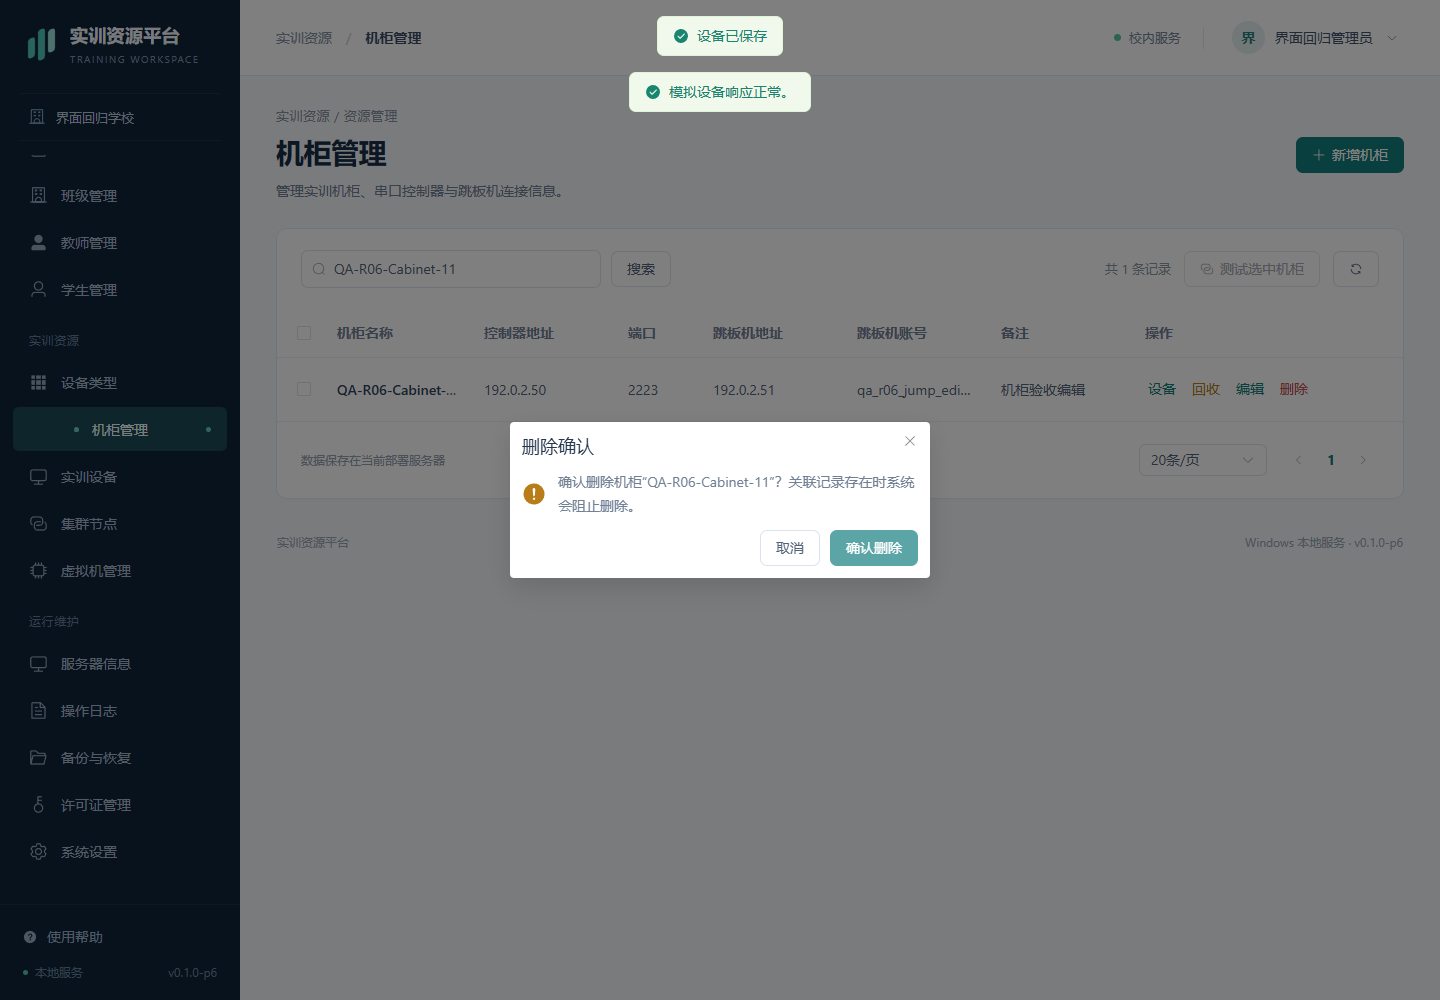 实训资源平台
TRAINING WORKSPACE
界面回归学校
班级管理
教师管理
学生管理
实训资源
设备类型
机柜管理
实训设备
集群节点
虚拟机管理
运行维护
服务器信息
操作日志
备份与恢复
许可证管理
系统设置
使用帮助
本地服务 v0.1.0-p6
实训资源 / 机柜管理
设备已保存
模拟设备响应正常。
校内服务
界 界面回归管理员
实训资源 / 资源管理
机柜管理
管理实训机柜、串口控制器与跳板机连接信息。
新增机柜
QA-R06-Cabinet-11 搜索 共 1 条记录 测试选中机柜
机柜名称 控制器地址 端口 跳板机地址 跳板机账号 备注 操作
QA-R06-Cabinet-... 192.0.2.50 2223 192.0.2.51 qa_r06_jump_edi... 机柜验收编辑 设备 回收 编辑 删除
数据保存在当前部署服务器 20条/页 1
删除确认
确认删除机柜“QA-R06-Cabinet-11”？关联记录存在时系统
会阻止删除。
取消 确认删除
实训资源平台 Windows 本地服务 · v0.1.0-p6